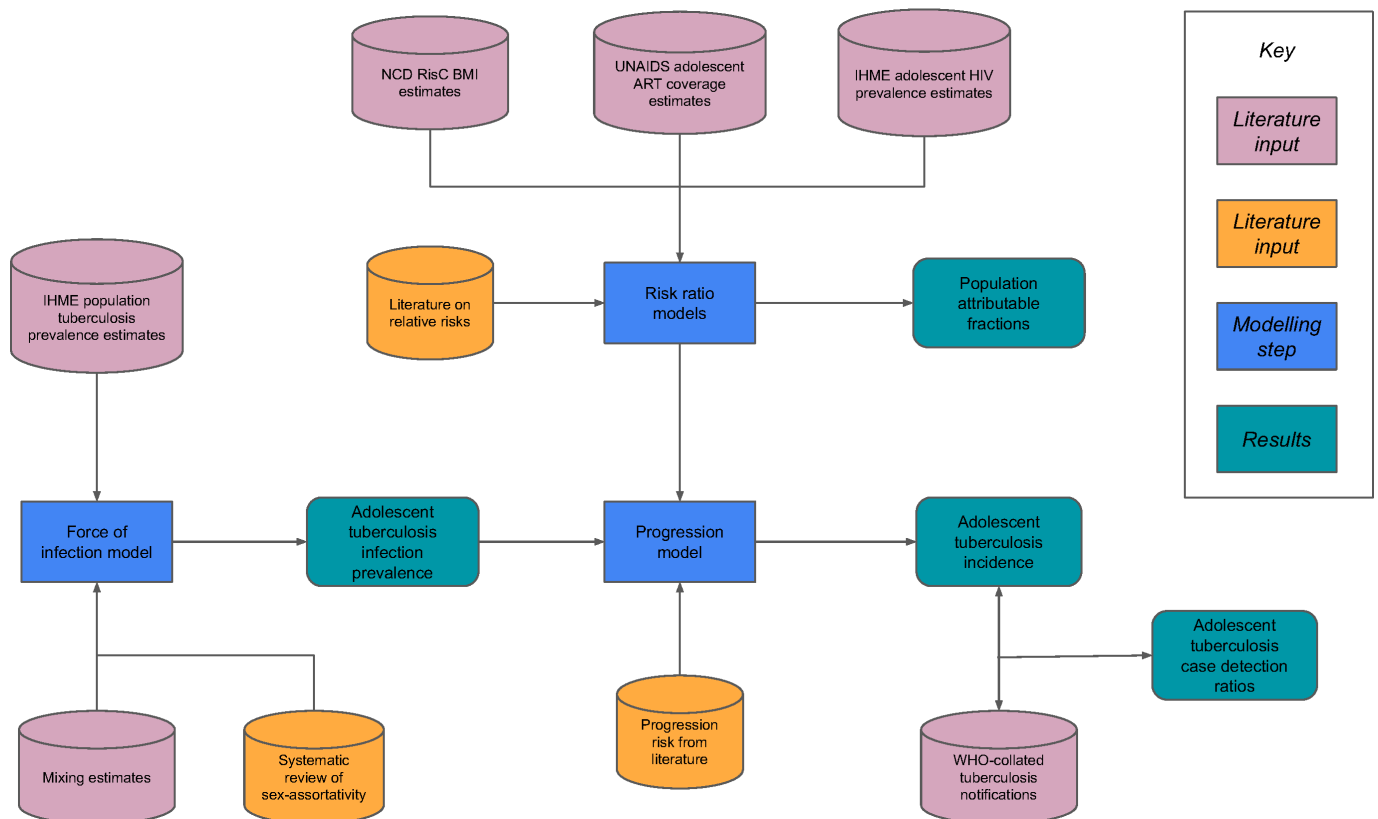 NCD RisC BMI
estimates
UNAIDS adolescent
ART coverage
estimates
IHME adolescent HIV
prevalence estimates
Key
Literature
input
Literature
input
Modelling
step
Results
IHME population
tuberculosis
prevalence estimates
Literature on
relative risks
Risk ratio
models
Population
attributable
fractions
Force of
infection model
Adolescent
tuberculosis
infection
prevalence
Progression
model
Adolescent
tuberculosis
incidence
Adolescent
tuberculosis
case detection
ratios
Mixing estimates
Systematic
review of
sex-assortativity
Progression
risk from
literature
WHO-collated
tuberculosis
notifications